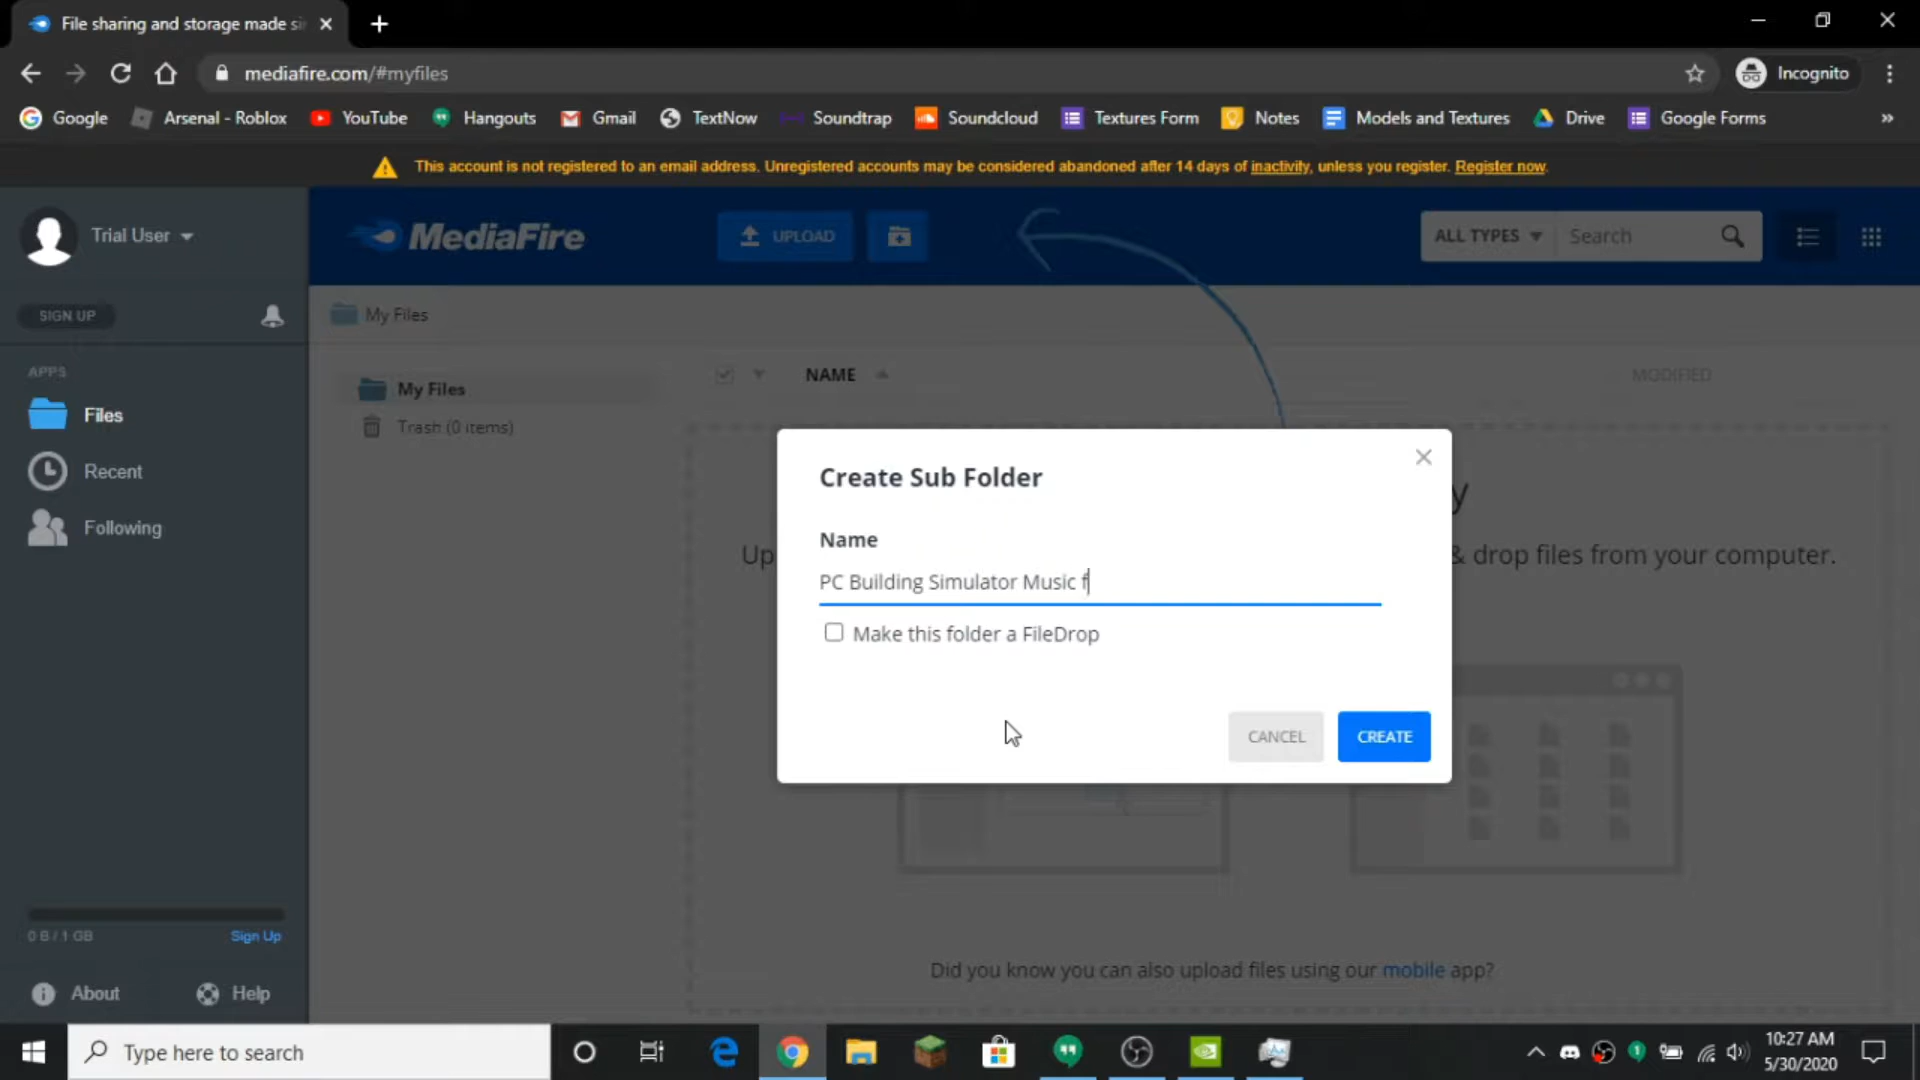 File sharing and storage made si
mediafire.com/#myfiles
Incognito
Google
Arsenal - Roblox
YouTube
Hangouts
Gmail
TextNow
Soundtrap
Soundcloud
Textures Form
Notes
Models and Textures
Drive
Google Forms
»
This account is not registered to an email address. Unregistered accounts may be considered abandoned after 14 days of inactivity, unless you register. Register now.
Trial User
MediaFire
UPLOAD
ALL TYPES
Search
SIGN UP
My Files
APPS
Files
Recent
Following
My Files
Trash (0 items)
NAME
MODIFIED
Create Sub Folder
Name
PC Building Simulator Music f
Make this folder a FileDrop
CANCEL
CREATE
y
Up
& drop files from your computer.
Did you know you can also upload files using our mobile app?
0 B / 1 GB
Sign Up
About
Help
Type here to search
10:27 AM
5/30/2020